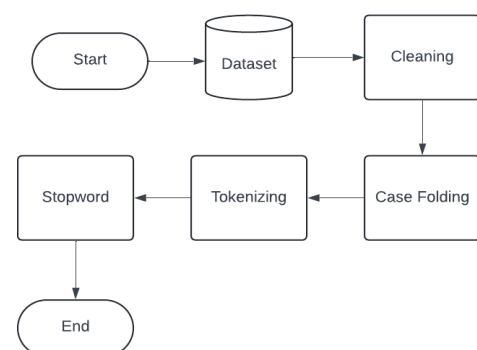 Start
Dataset
Cleaning
Case Folding
Tokenizing
Stopword
End